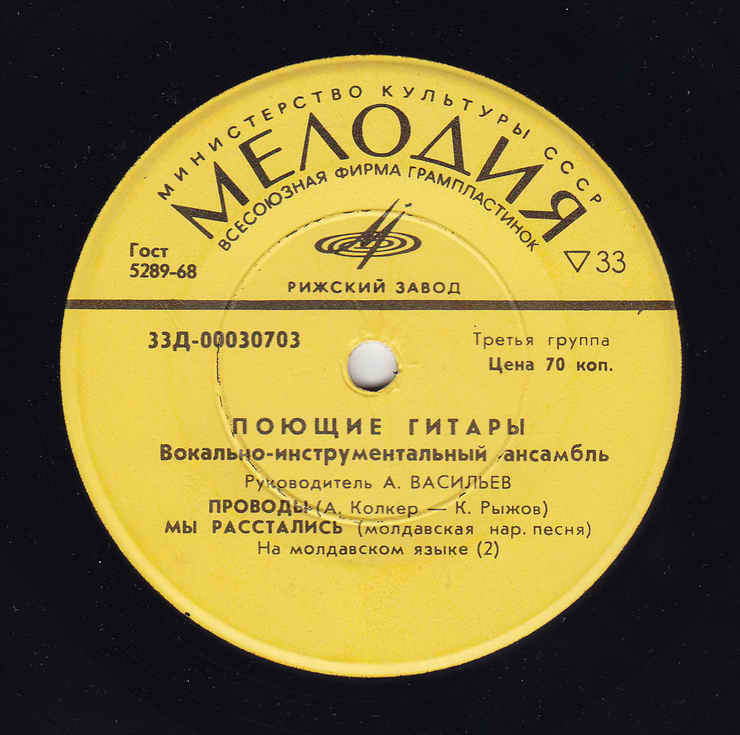 МИНИСТЕРСТВО КУЛЬТУРЫ СССР
МЕЛОДИЯ
ВСЕСОЮЗНАЯ ФИРМА ГРАМПЛАСТИНОК
Гост
5289-68
▽33
РИЖСКИЙ ЗАВОД
33Д-00030703
Третья группа
Цена 70 коп.
ПОЮЩИЕ ГИТАРЫ
Вокально-инструментальный ансамбль
Руководитель А. ВАСИЛЬЕВ
ПРОВОДЫ (А. Колкер — К. Рыжов)
МЫ РАССТАЛИСЬ (молдавская нар. песня)
На молдавском языке (2)